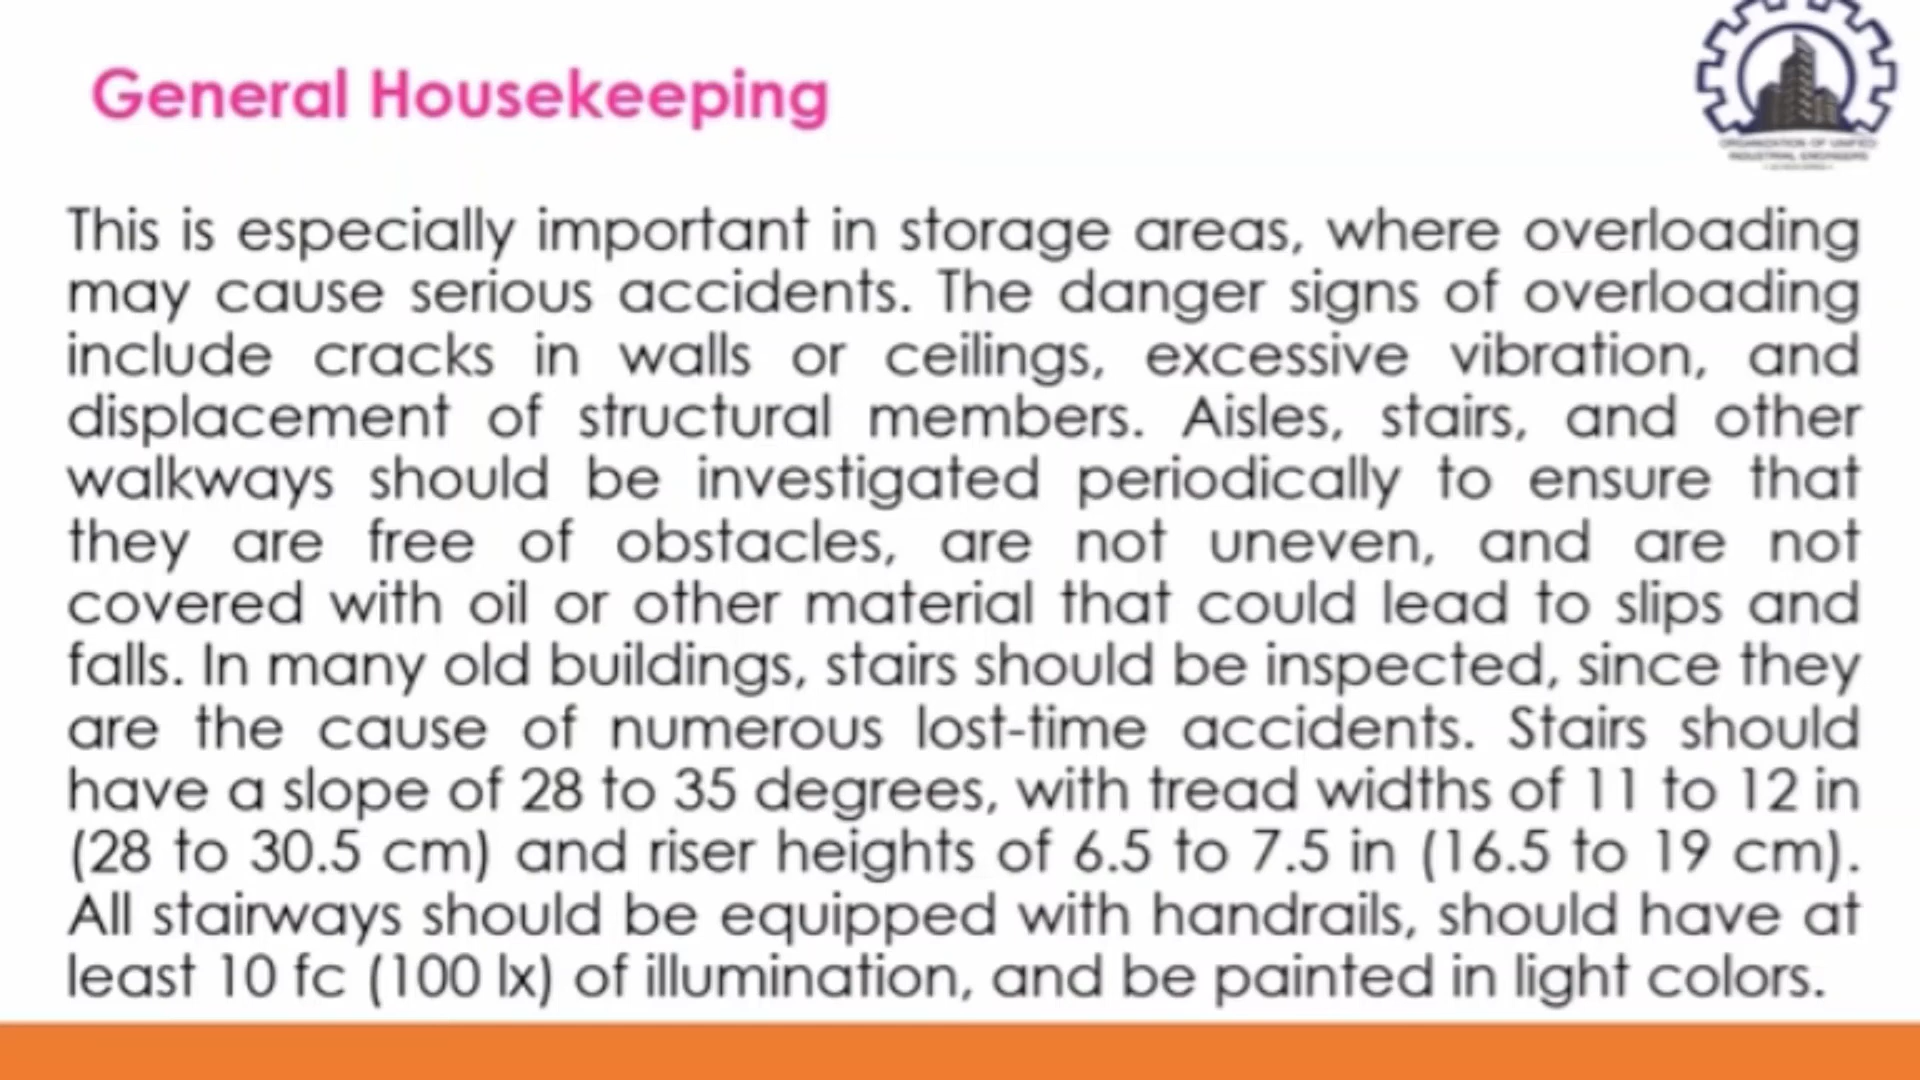 General Housekeeping
ORGANIZATION OF UNIFIED
INDUSTRIAL ENGINEERS
This is especially important in storage areas, where overloading
may cause serious accidents. The danger signs of overloading
include cracks in walls or ceilings, excessive vibration, and
displacement of structural members. Aisles, stairs, and other
walkways should be investigated periodically to ensure that
they are free of obstacles, are not uneven, and are not
covered with oil or other material that could lead to slips and
falls. In many old buildings, stairs should be inspected, since they
are the cause of numerous lost-time accidents. Stairs should
have a slope of 28 to 35 degrees, with tread widths of 11 to 12 in
(28 to 30.5 cm) and riser heights of 6.5 to 7.5 in (16.5 to 19 cm).
All stairways should be equipped with handrails, should have at
least 10 fc (100 lx) of illumination, and be painted in light colors.